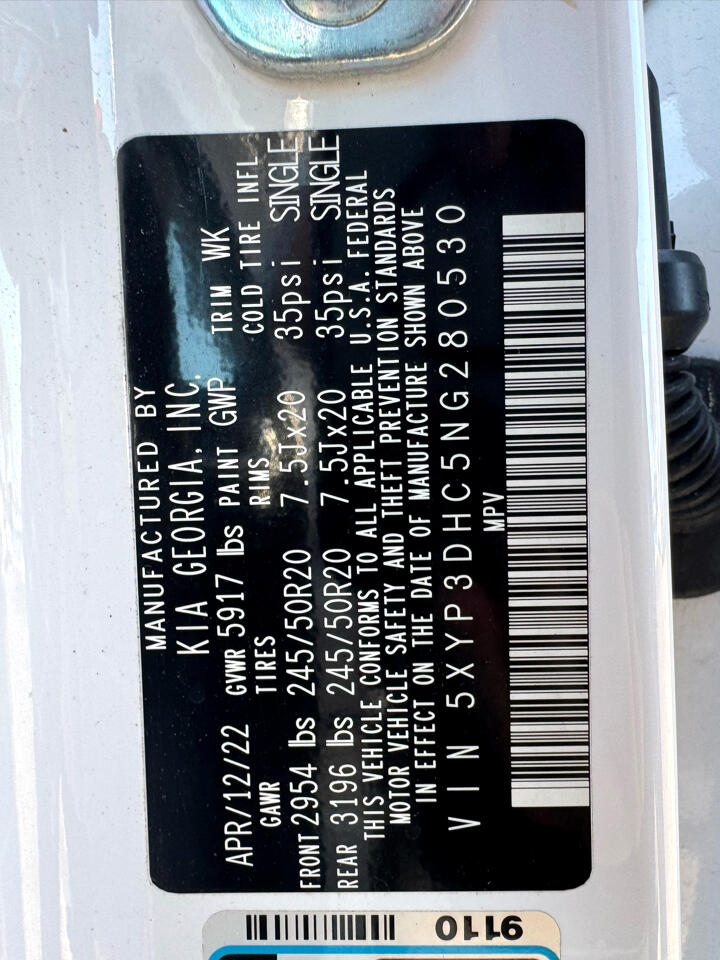 MANUFACTURED BY
KIA GEORGIA, INC.
APR/12/22 GVWR 5917 lbs PAINT GWP TRIM WK
GAWR TIRES RIMS COLD TIRE INFL
FRONT 2954 lbs 245/50R20 7.5Jx20 35psi SINGLE
REAR 3196 lbs 245/50R20 7.5Jx20 35psi SINGLE
THIS VEHICLE CONFORMS TO ALL APPLICABLE U.S.A. FEDERAL
MOTOR VEHICLE SAFETY AND THEFT PREVENTION STANDARDS
IN EFFECT ON THE DATE OF MANUFACTURE SHOWN ABOVE
VIN 5XYP3DHC5NG280530
MPV
9110